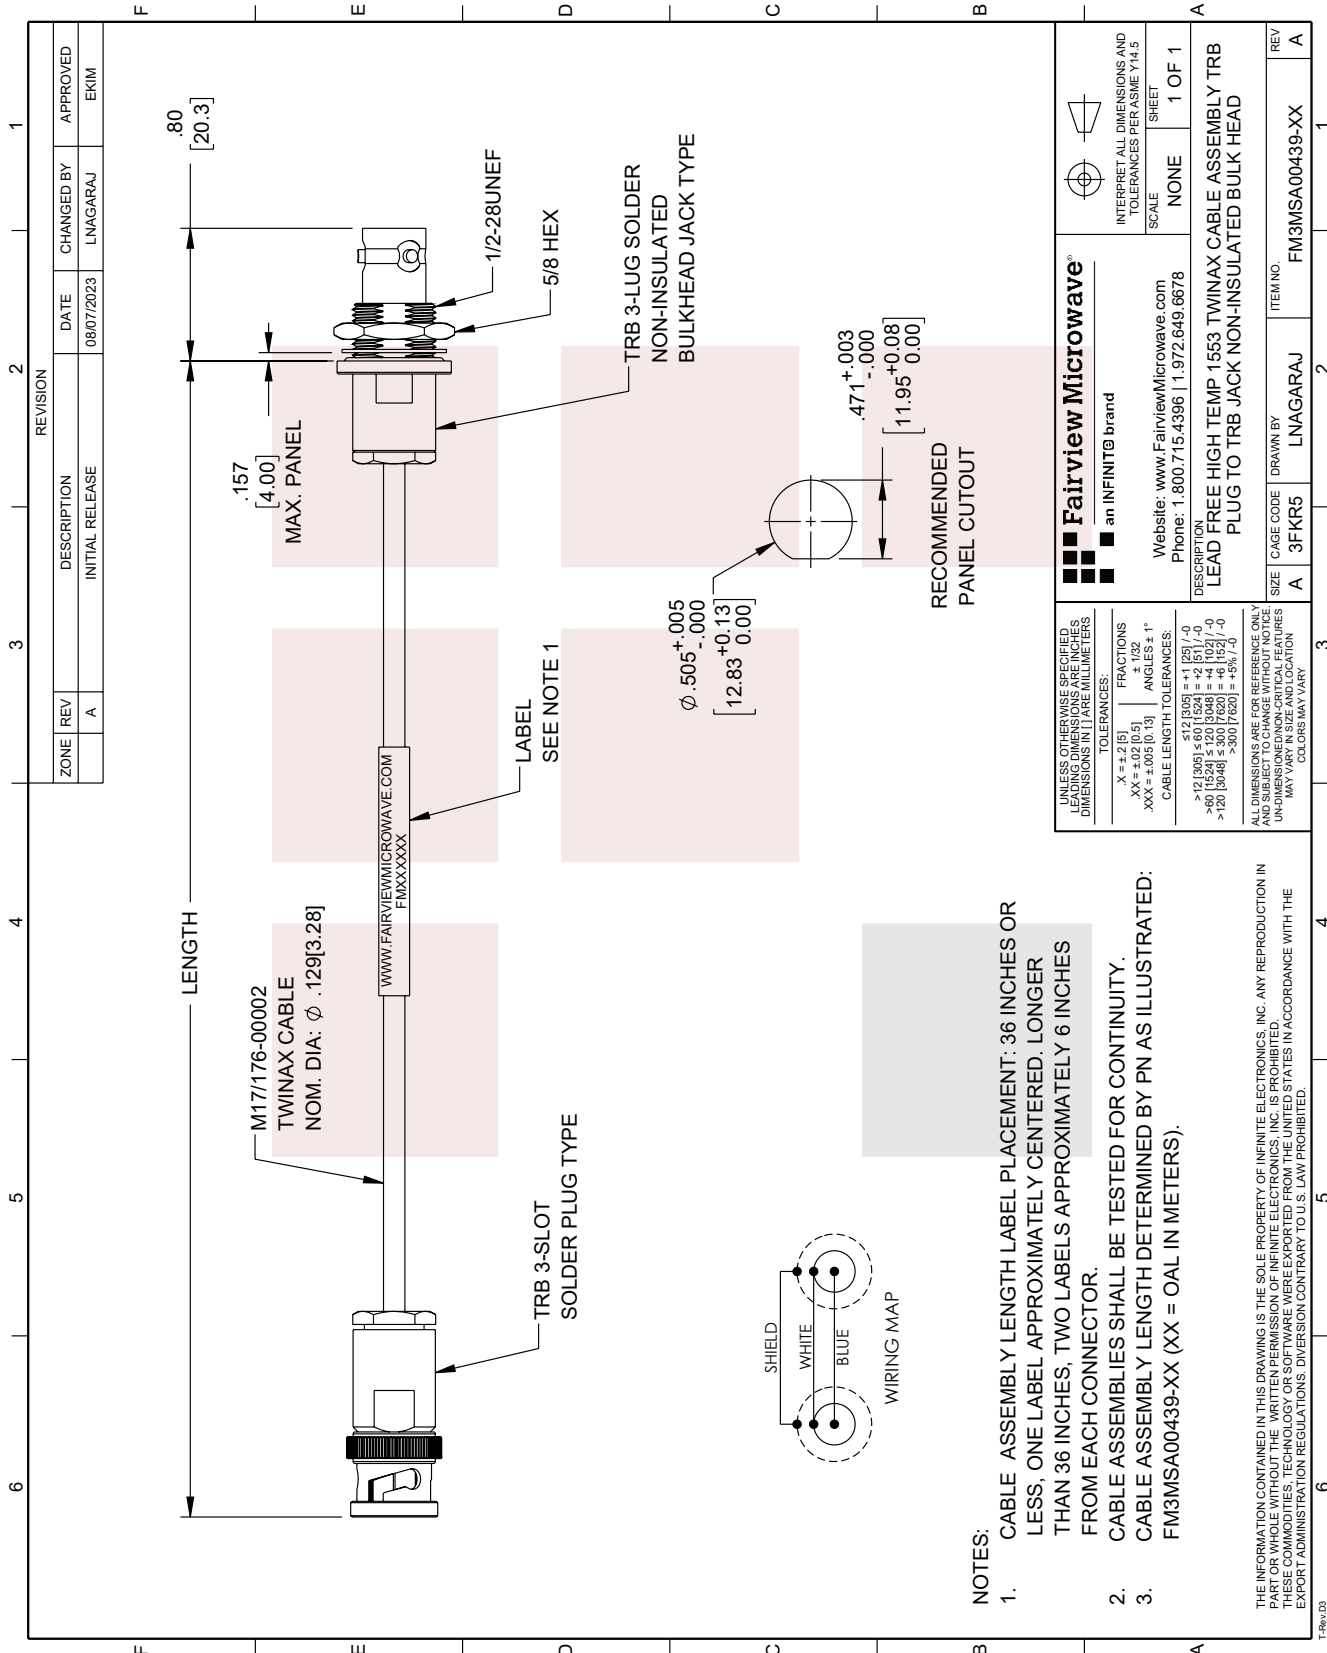 REVISION
ZONE REV DESCRIPTION DATE CHANGED BY APPROVED
A INITIAL RELEASE 08/07/2023 LNAGARAJ EKIM
6 5 4 3 2 1
F
E
D
C
B
A
LENGTH
.80
[20.3]
.157
[4.00]
MAX. PANEL
M17/176-00002
TWINAX CABLE
NOM. DIA: ∅ .129[3.28]
WWW.FAIRVIEWMICROWAVE.COM
FMXXXXXX
1/2-28UNEF
5/8 HEX
LABEL
SEE NOTE 1
TRB 3-SLOT
SOLDER PLUG TYPE
TRB 3-LUG SOLDER
NON-INSULATED
BULKHEAD JACK TYPE
∅.505+.005
-.000
[12.83+0.13
0.00]
.471+.003
-.000
[11.95+0.08
0.00]
RECOMMENDED
PANEL CUTOUT
SHIELD
WHITE
BLUE
WIRING MAP
NOTES:
1. CABLE ASSEMBLY LENGTH LABEL PLACEMENT: 36 INCHES OR
LESS, ONE LABEL APPROXIMATELY CENTERED. LONGER
THAN 36 INCHES, TWO LABELS APPROXIMATELY 6 INCHES
FROM EACH CONNECTOR.
2. CABLE ASSEMBLIES SHALL BE TESTED FOR CONTINUITY.
3. CABLE ASSEMBLY LENGTH DETERMINED BY PN AS ILLUSTRATED:
FM3MSA00439-XX (XX = OAL IN METERS).
THE INFORMATION CONTAINED IN THIS DRAWING IS THE SOLE PROPERTY OF INFINITE ELECTRONICS, INC. ANY REPRODUCTION IN
PART OR WHOLE WITHOUT THE WRITTEN PERMISSION OF INFINITE ELECTRONICS, INC. IS PROHIBITED.
THESE COMMODITIES, TECHNOLOGY OR SOFTWARE WERE EXPORTED FROM THE UNITED STATES IN ACCORDANCE WITH THE
EXPORT ADMINISTRATION REGULATIONS. DIVERSION CONTRARY TO U.S. LAW PROHIBITED.
UNLESS OTHERWISE SPECIFIED
LEADING DIMENSIONS ARE INCHES
DIMENSIONS IN [ ] ARE MILLIMETERS
TOLERANCES:
.X = ±.2 [5] FRACTIONS
.XX = ±.02 [0.5] ± 1/32
.XXX = ±.005 [0.13] ANGLES ± 1°
CABLE LENGTH TOLERANCES:
≤12 [305] = +1 [25] / -0
>12 [305] ≤ 60 [1524] = +2 [51] / -0
>60 [1524] ≤ 120 [3048] = +4 [102] / -0
>120 [3048] ≤ 300 [7620] = +6 [152] / -0
>300 [7620] = +5% / -0
ALL DIMENSIONS ARE FOR REFERENCE ONLY
AND SUBJECT TO CHANGE WITHOUT NOTICE.
UN-DIMENSIONED/NON-CRITICAL FEATURES
MAY VARY IN SIZE AND LOCATION
COLORS MAY VARY
Fairview Microwave®
an INFINIT® brand
Website: www.FairviewMicrowave.com
Phone: 1.800.715.4396 | 1.972.649.6678
INTERPRET ALL DIMENSIONS AND
TOLERANCES PER ASME Y14.5
SCALE SHEET
NONE 1 OF 1
DESCRIPTION
LEAD FREE HIGH TEMP 1553 TWINAX CABLE ASSEMBLY TRB
PLUG TO TRB JACK NON-INSULATED BULK HEAD
SIZE CAGE CODE DRAWN BY ITEM NO. REV
A 3FKR5 LNAGARAJ FM3MSA00439-XX A
6 5 4 3 2 1
F
E
D
C
B
A
T-Rev.D3